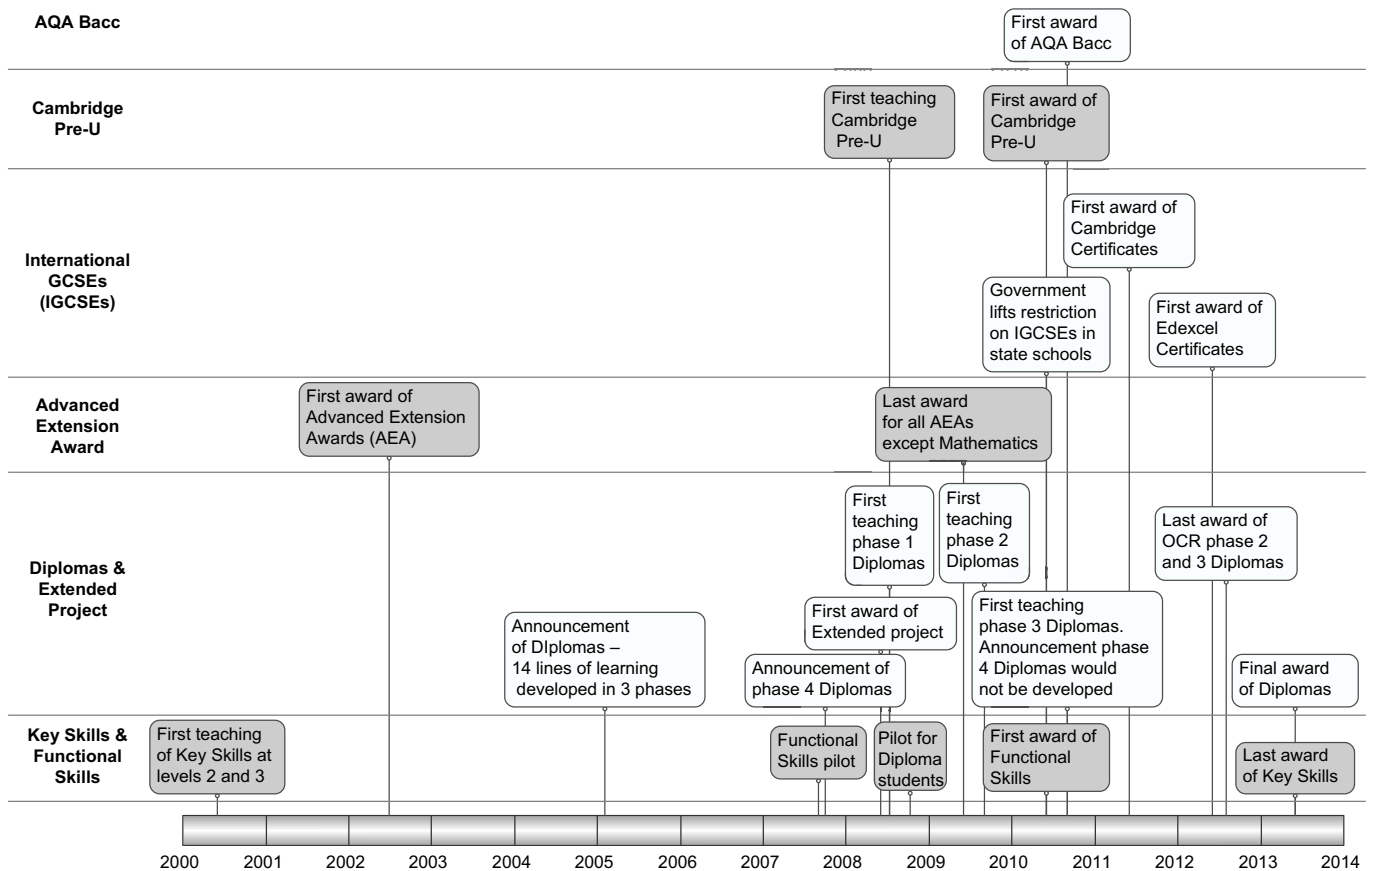 AQA Bacc
First award
of AQA Bacc
Cambridge
Pre-U
First teaching
Cambridge
Pre-U
First award of
Cambridge
Pre-U
International
GCSEs
(IGCSEs)
First award of
Cambridge
Certificates
Government
lifts restriction
on IGCSEs in
state schools
First award of
Edexcel
Certificates
Advanced
Extension
Award
First award of
Advanced Extension
Awards (AEA)
Last award
for all AEAs
except Mathematics
Diplomas &
Extended
Project
First
teaching
phase 1
Diplomas
First
teaching
phase 2
Diplomas
Last award of
OCR phase 2
and 3 Diplomas
First award of
Extended project
First teaching
phase 3 Diplomas.
Announcement phase
4 Diplomas would
not be developed
Announcement
of DIplomas –
14 lines of learning
developed in 3 phases
Announcement of
phase 4 Diplomas
Final award
of Diplomas
Key Skills &
Functional
Skills
First teaching
of Key Skills at
levels 2 and 3
Functional
Skills pilot
Pilot for
Diploma
students
First award of
Functional
Skills
Last award
of Key Skills
2000 2001 2002 2003 2004 2005 2006 2007 2008 2009 2010 2011 2012 2013 2014